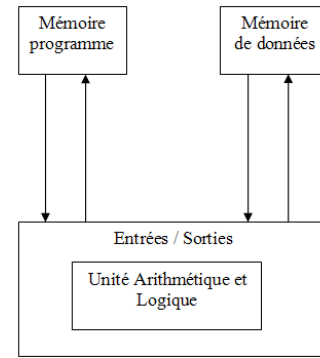 Mémoire
programme
Mémoire
de données
Entrées / Sorties
Unité Arithmétique et
Logique